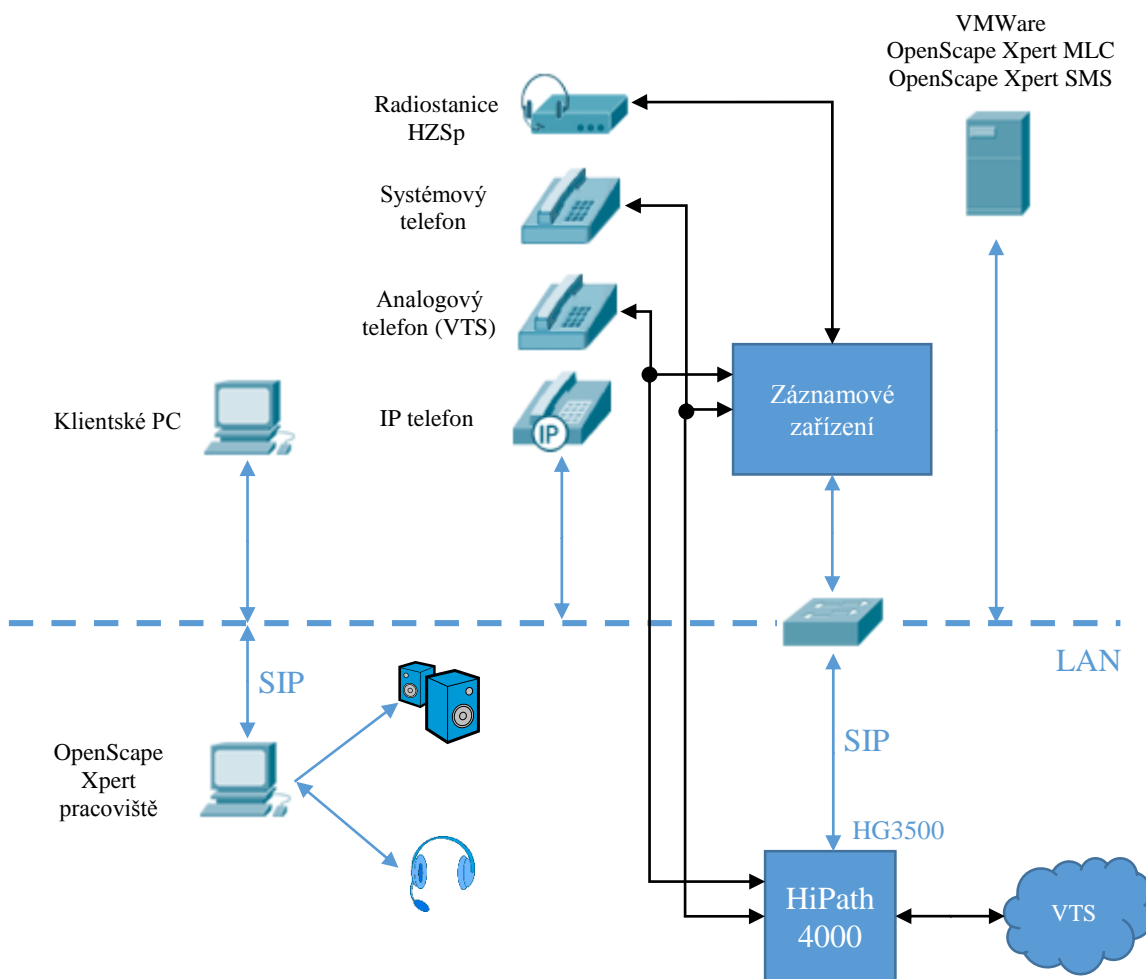 VMWare
OpenScape Xpert MLC
OpenScape Xpert SMS
Radiostanice
HZSp
Systémový
telefon
Analogový
telefon (VTS)
Klientské PC
IP telefon
IP
Záznamové
zařízení
LAN
SIP
SIP
OpenScape
Xpert
pracoviště
HG3500
HiPath
4000
VTS